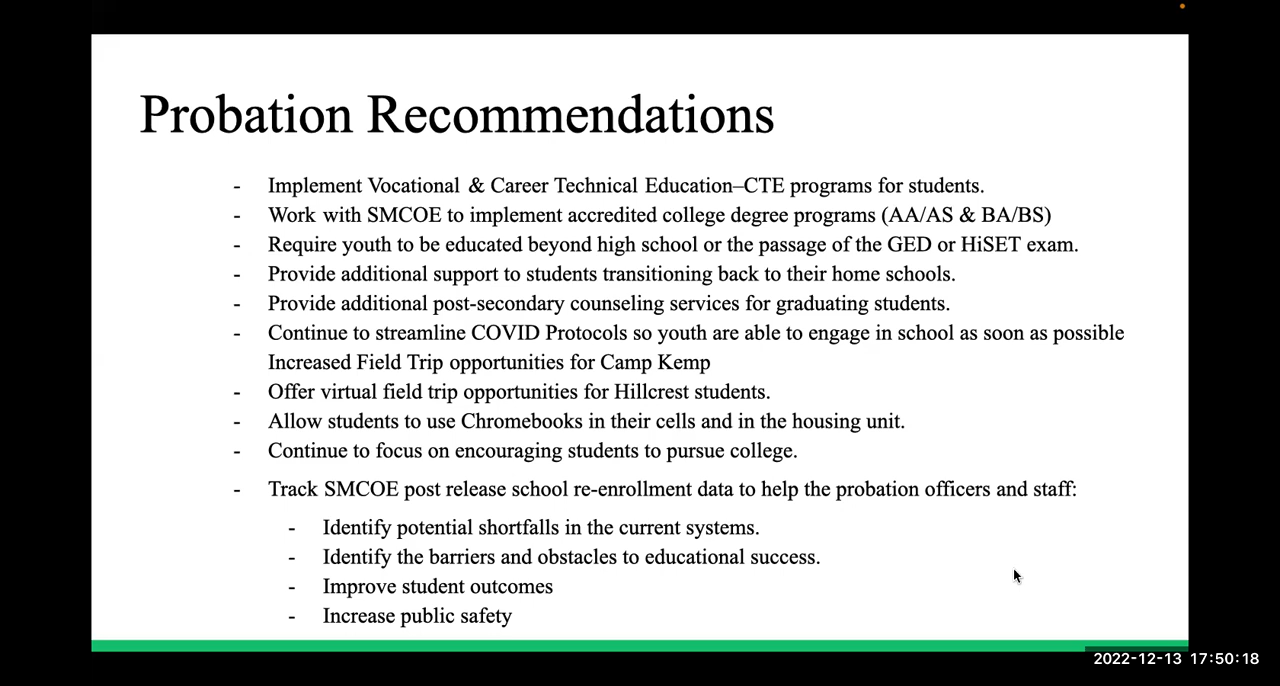 Probation Recommendations
- Implement Vocational & Career Technical Education–CTE programs for students.
- Work with SMCOE to implement accredited college degree programs (AA/AS & BA/BS)
- Require youth to be educated beyond high school or the passage of the GED or HiSET exam.
- Provide additional support to students transitioning back to their home schools.
- Provide additional post-secondary counseling services for graduating students.
- Continue to streamline COVID Protocols so youth are able to engage in school as soon as possible
Increased Field Trip opportunities for Camp Kemp
- Offer virtual field trip opportunities for Hillcrest students.
- Allow students to use Chromebooks in their cells and in the housing unit.
- Continue to focus on encouraging students to pursue college.
- Track SMCOE post release school re-enrollment data to help the probation officers and staff:
- Identify potential shortfalls in the current systems.
- Identify the barriers and obstacles to educational success.
- Improve student outcomes
- Increase public safety
2022-12-13 17:50:18